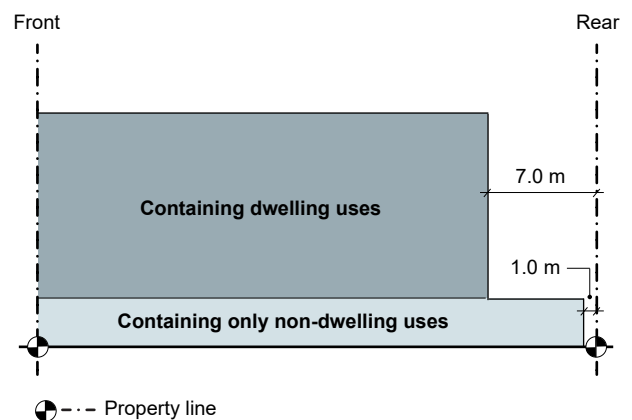 Front
Rear
7.0 m
Containing dwelling uses
1.0 m
Containing only non-dwelling uses
Property line